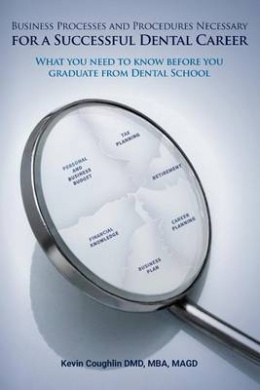 BUSINESS PROCESSES AND PROCEDURES NECESSARY
FOR A SUCCESSFUL DENTAL CAREER
WHAT YOU NEED TO KNOW BEFORE YOU
GRADUATE FROM DENTAL SCHOOL
TAX
PLANNING
PERSONAL
AND
BUSINESS
BUDGET
RETIREMENT
CAREER
PLANNING
FINANCIAL
KNOWLEDGE
BUSINESS
PLAN
Kevin Coughlin DMD, MBA, MAGD